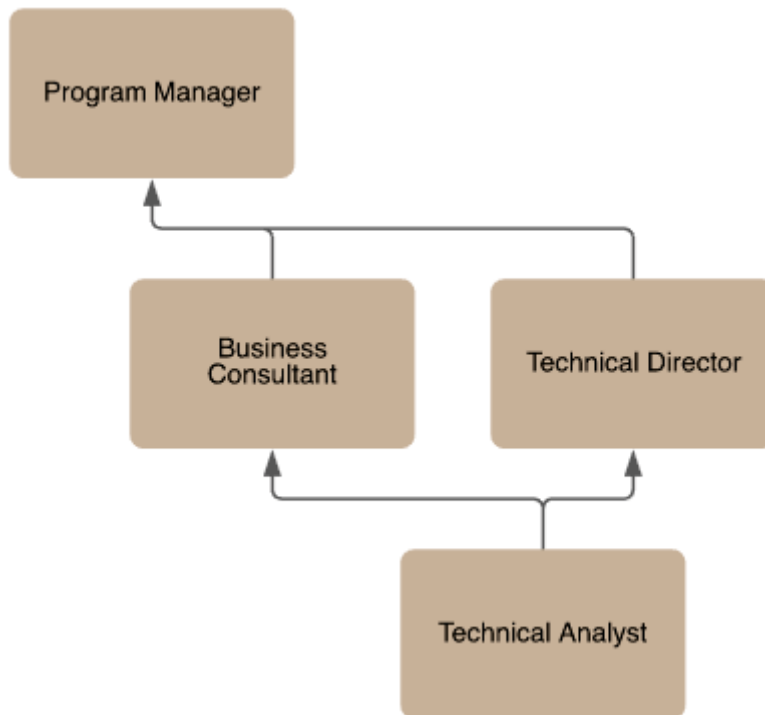 Program Manager
Business
Consultant
Technical Director
Technical Analyst